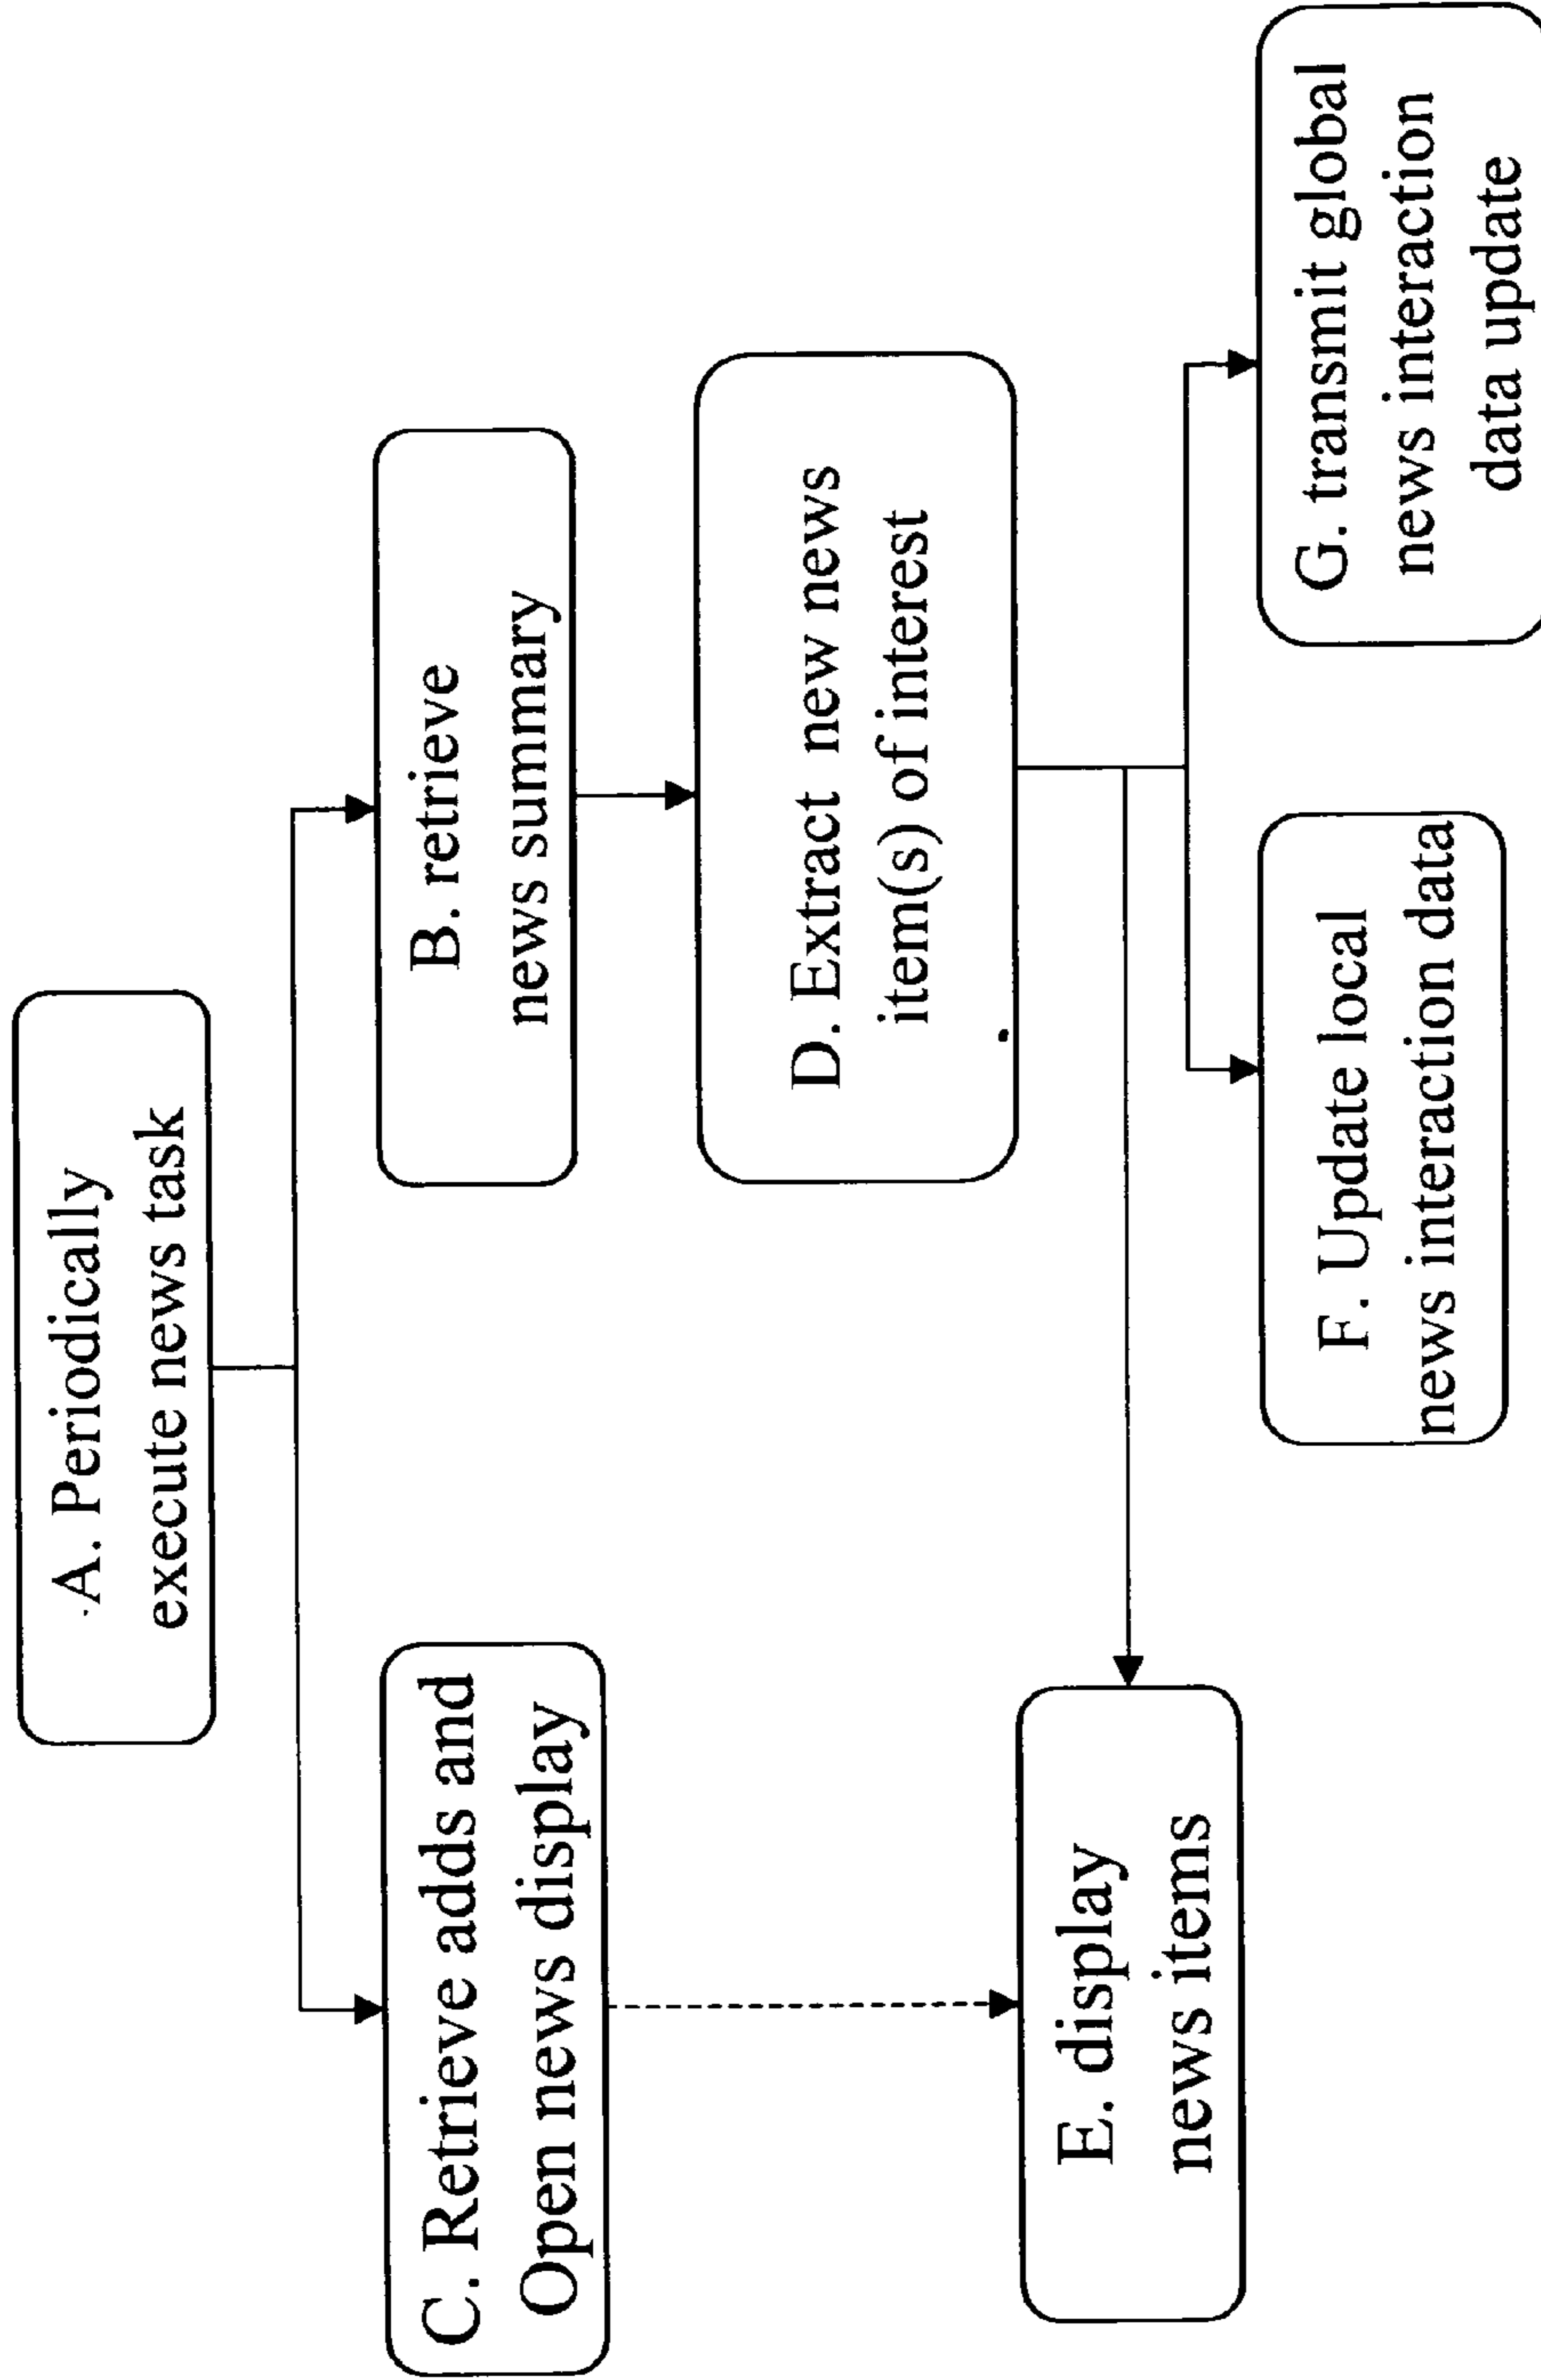 A. Periodically
execute news task
B. retrieve
news summary
C. Retrieve adds and
Open news display
D. Extract new news
item(s) of interest
E. display
news items
F. Update local
news interaction data
G. transmit global
news interaction
data update